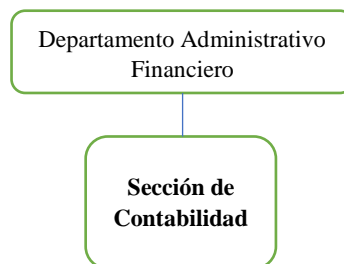 Departamento Administrativo
Financiero
Sección de
Contabilidad